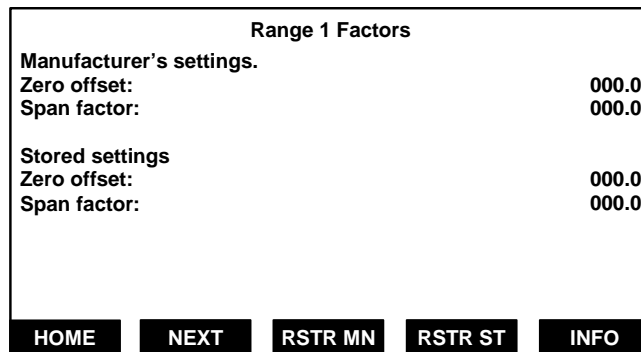 Range 1 Factors
Manufacturer’s settings.
Zero offset: 000.0
Span factor: 000.0
Stored settings
Zero offset: 000.0
Span factor: 000.0
HOME NEXT RSTR MN RSTR ST INFO